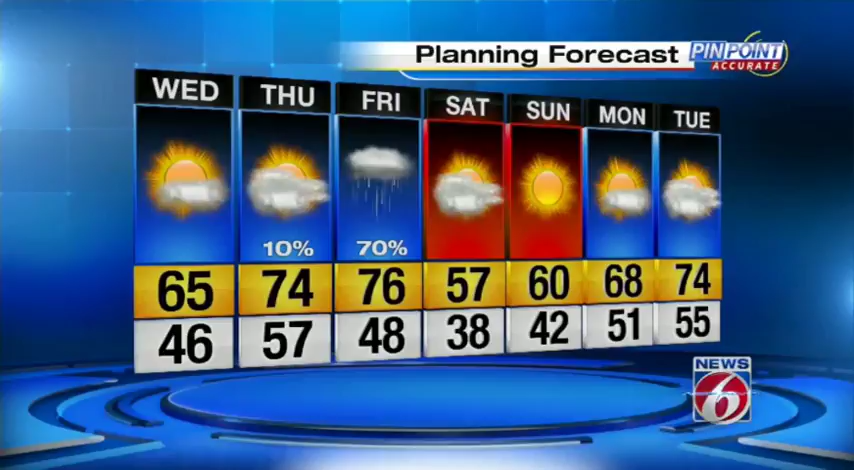 Planning Forecast PINPOINT
ACCURATE
WED THU FRI SAT SUN MON TUE
10% 70%
65 74 76 57 60 68 74
46 57 48 38 42 51 55
NEWS
6